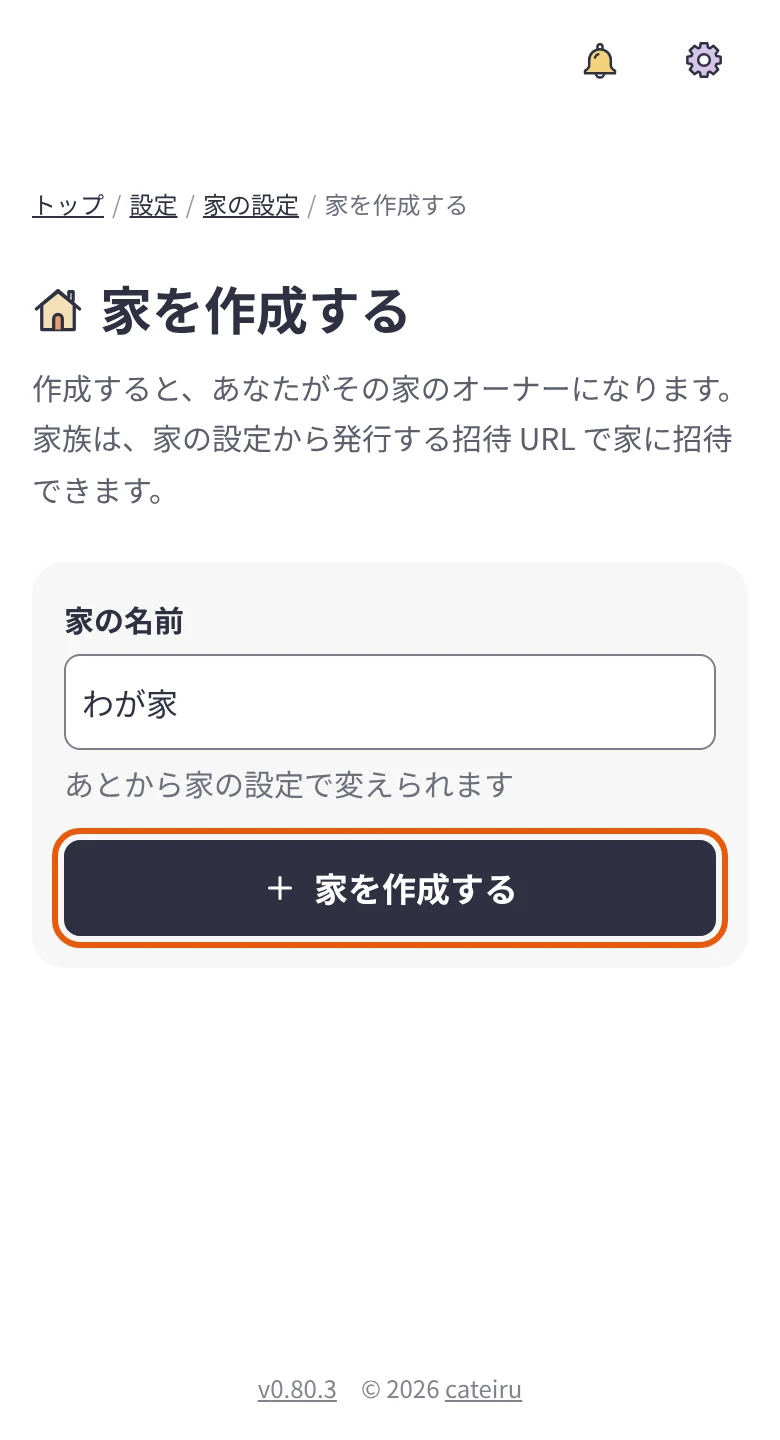 トップ / 設定 / 家の設定 / 家を作成する
家を作成する
作成すると、あなたがその家のオーナーになります。
家族は、家の設定から発行する招待 URL で家に招待
できます。
家の名前
わが家
あとから家の設定で変えられます
＋ 家を作成する
v0.80.3 © 2026 cateiru